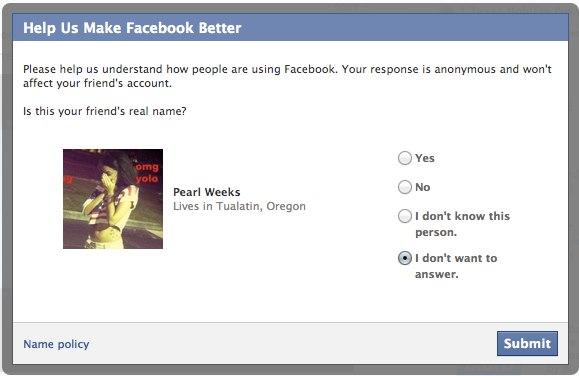 Help Us Make Facebook Better
Please help us understand how people are using Facebook. Your response is anonymous and won't
affect your friend's account.
Is this your friend's real name?
omg
yolo
Pearl Weeks
Lives in Tualatin, Oregon
Yes
No
I don't know this
person.
I don't want to
answer.
Name policy
Submit